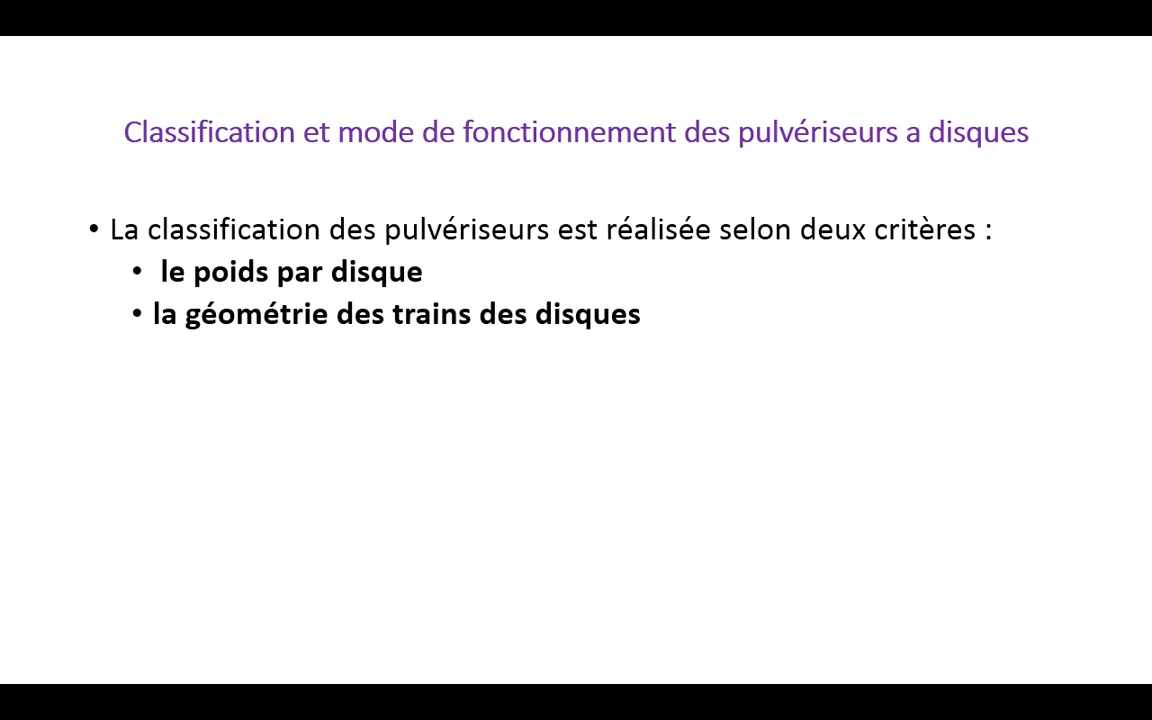 Classification et mode de fonctionnement des pulvériseurs a disques
• La classification des pulvériseurs est réalisée selon deux critères :
• le poids par disque
• la géométrie des trains des disques